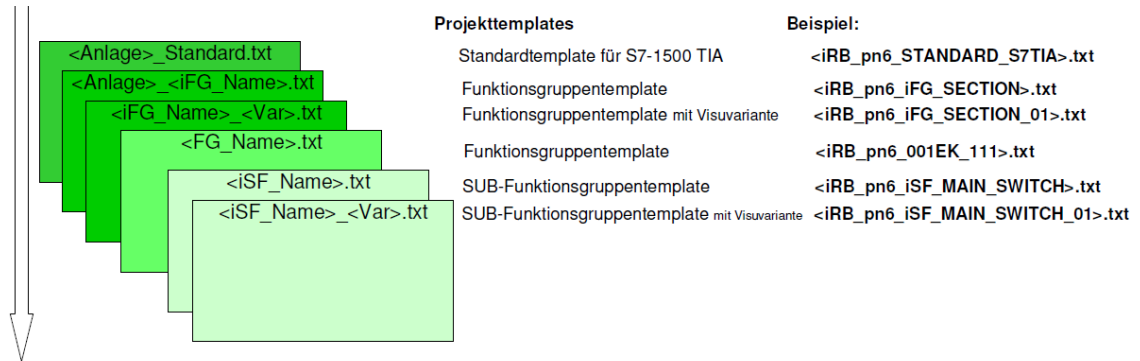 Projekttemplates Beispiel:
<Anlage>_Standard.txt Standardtemplate für S7-1500 TIA <iRB_pn6_STANDARD_S7TIA>.txt
<Anlage>_<iFG_Name>.txt Funktionsgruppentemplate <iRB_pn6_iFG_SECTION>.txt
<iFG_Name>_<Var>.txt Funktionsgruppentemplate mit Visuvariante <iRB_pn6_iFG_SECTION_01>.txt
<FG_Name>.txt Funktionsgruppentemplate <iRB_pn6_001EK_111>.txt
<iSF_Name>.txt SUB-Funktionsgruppentemplate <iRB_pn6_iSF_MAIN_SWITCH>.txt
<iSF_Name>_<Var>.txt SUB-Funktionsgruppentemplate mit Visuvariante <iRB_pn6_iSF_MAIN_SWITCH_01>.txt